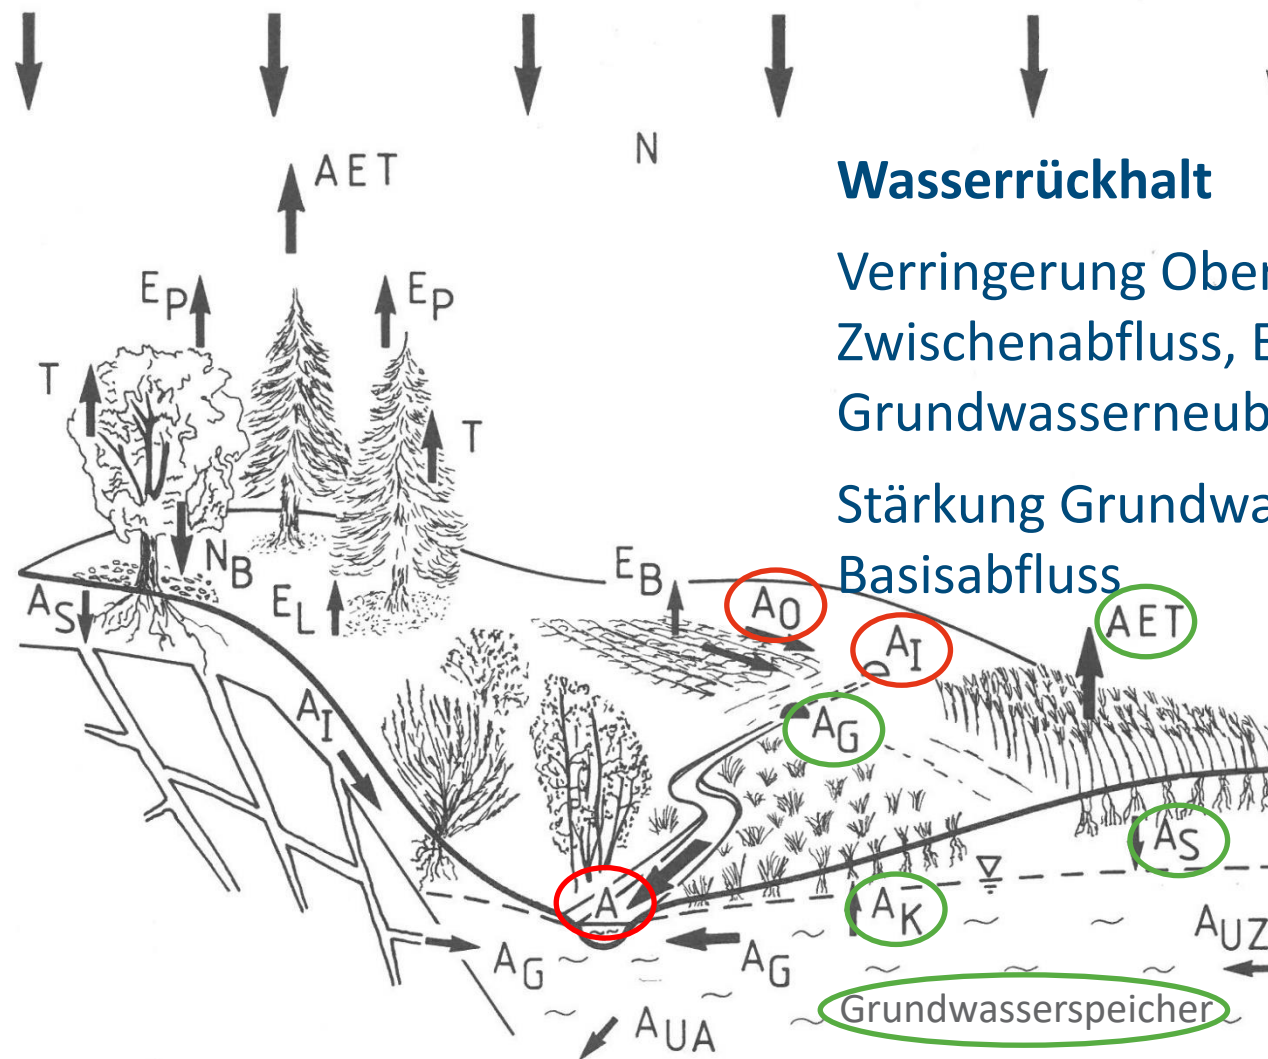 N
AET
Wasserrückhalt
EP EP
Verringerung Ober
Zwischenabfluss, E
T
Grundwasserneub
T
Stärkung Grundwa
NB EB Basisabfluss
AS EL AO AET
AI
AI AG
AS
A AK
AUZ
AG AG
Grundwasserspeicher
AUA